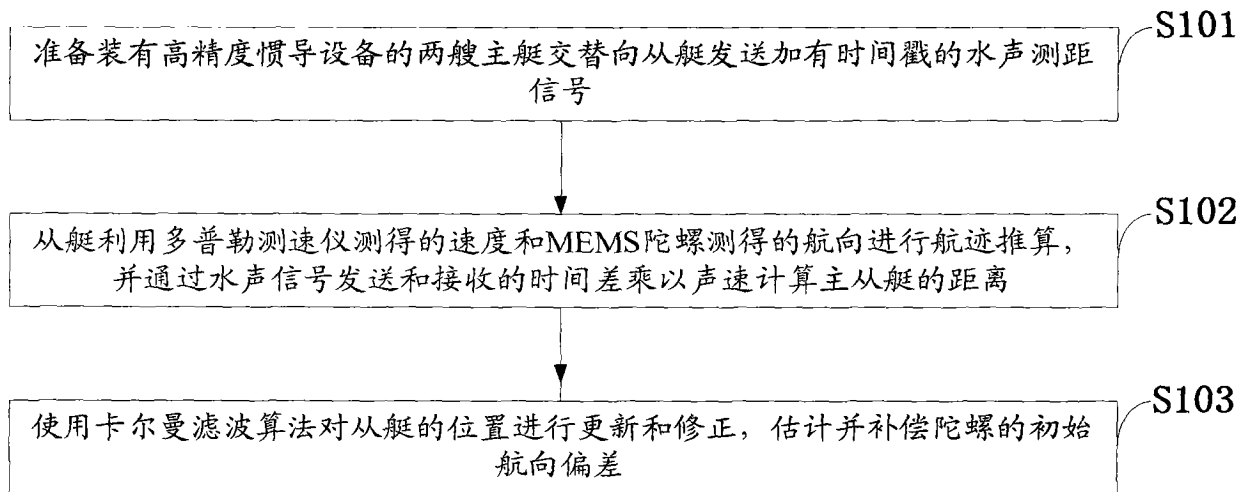 S101
准备装有高精度惯导设备的两艘主艇交替向从艇发送加有时间戳的水声测距
信号
S102
从艇利用多普勒测速仪测得的速度和MEMS陀螺测得的航向进行航迹推算，
并通过水声信号发送和接收的时间差乘以声速计算主从艇的距离
S103
使用卡尔曼滤波算法对从艇的位置进行更新和修正，估计并补偿陀螺的初始
航向偏差